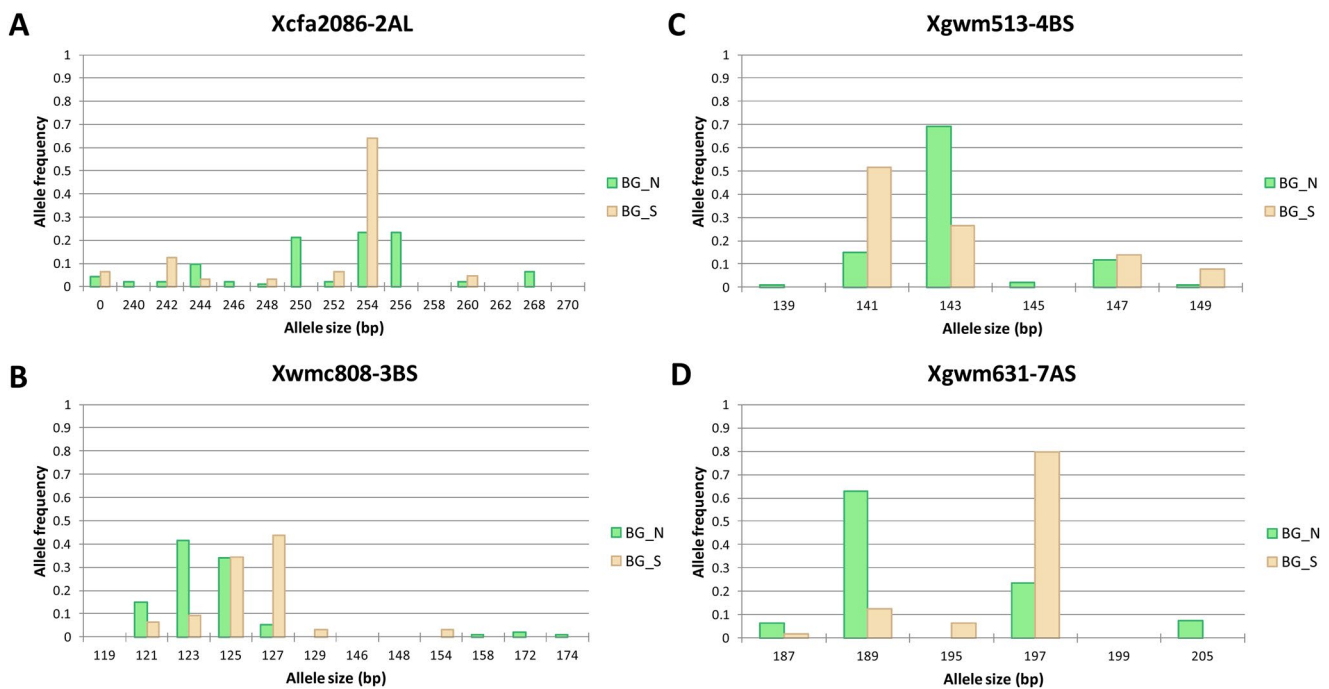 A
Xcfa2086-2AL
1
0.9
0.8
0.7
0.6
0.5
0.4
0.3
0.2
0.1
0
Allele frequency
0 240 242 244 246 248 250 252 254 256 258 260 262 268 270
Allele size (bp)
BG_N
BG_S
B
Xwmc808-3BS
1
0.9
0.8
0.7
0.6
0.5
0.4
0.3
0.2
0.1
0
Allele frequency
119 121 123 125 127 129 146 148 154 158 172 174
Allele size (bp)
BG_N
BG_S
C
Xgwm513-4BS
1
0.9
0.8
0.7
0.6
0.5
0.4
0.3
0.2
0.1
0
Allele frequency
139 141 143 145 147 149
Allele size (bp)
BG_N
BG_S
D
Xgwm631-7AS
1
0.9
0.8
0.7
0.6
0.5
0.4
0.3
0.2
0.1
0
Allele frequency
187 189 195 197 199 205
Allele size (bp)
BG_N
BG_S